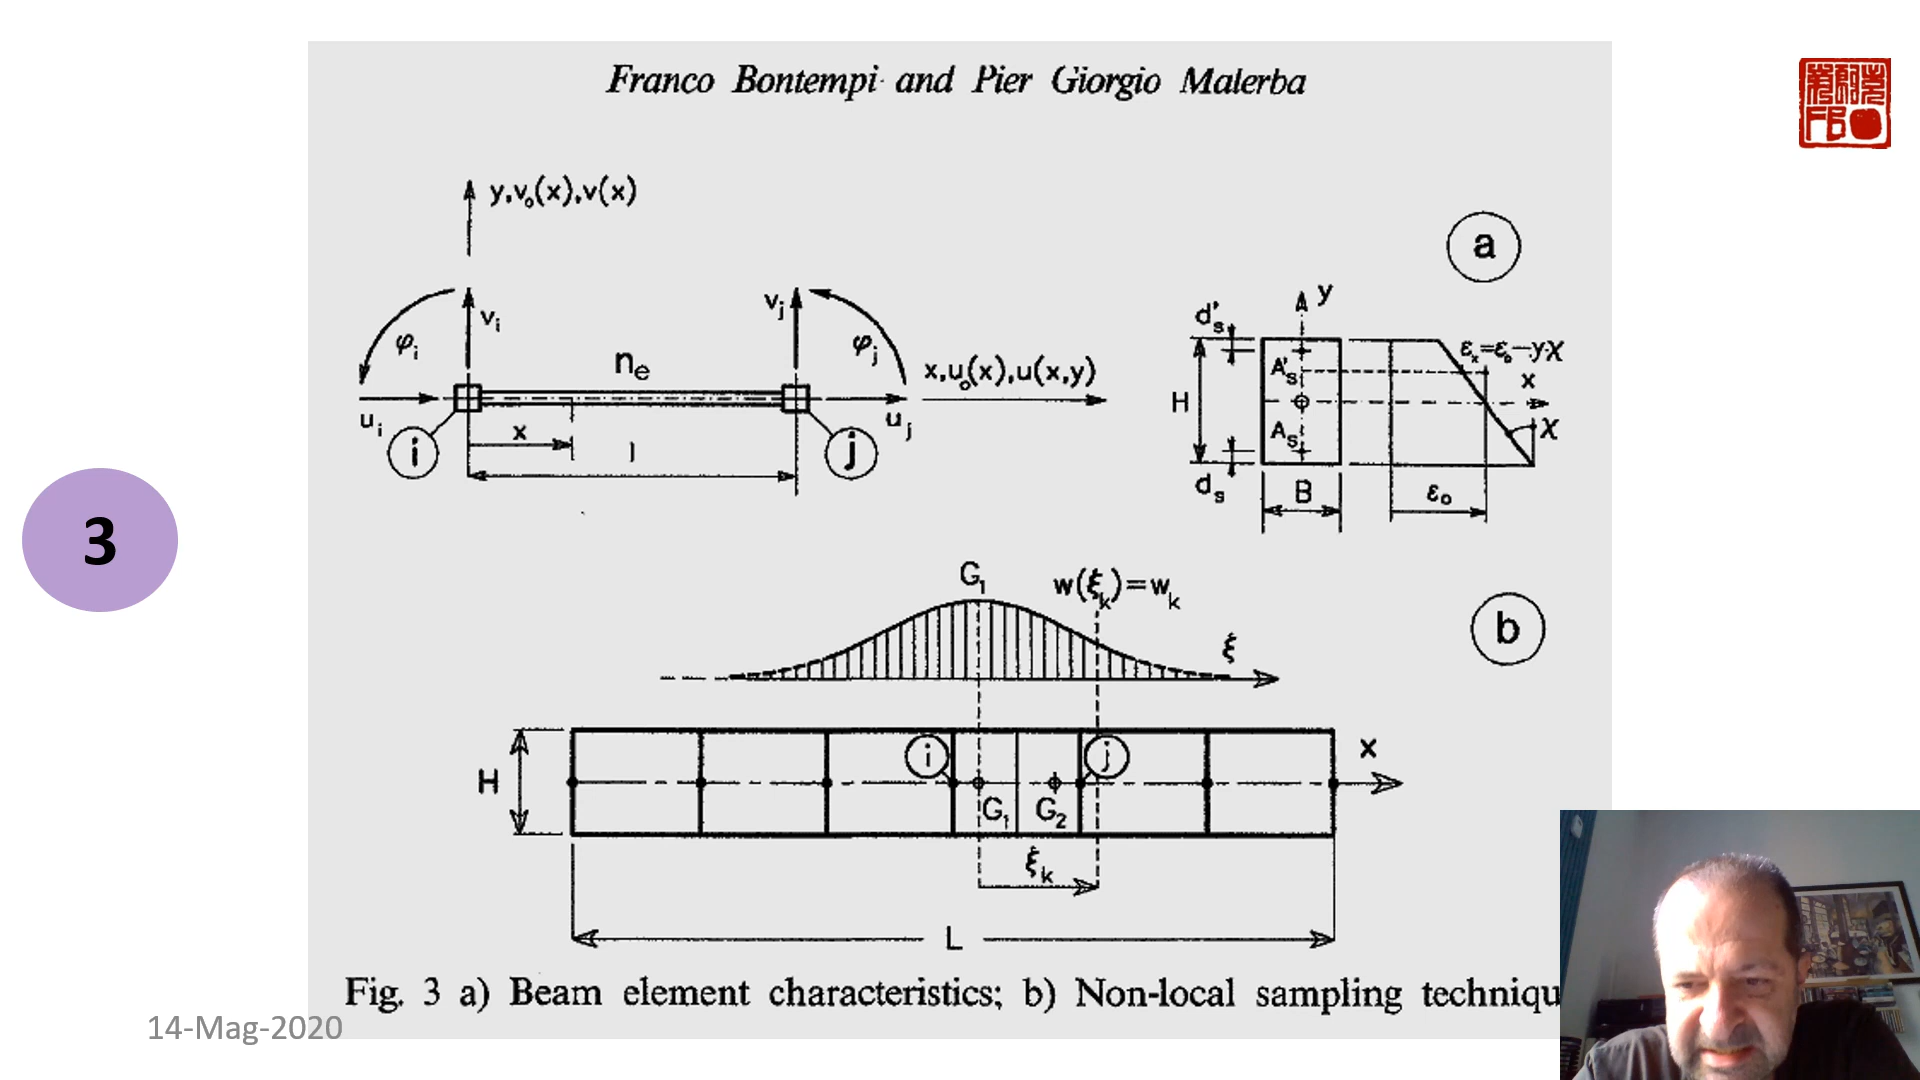 Franco Bontempi and Pier Giorgio Malerba
y,v₀(x),v(x)
a
φᵢ
vᵢ
vⱼ
φⱼ
nₑ
x,u₀(x),u(x,y)
uᵢ
uⱼ
i
x
l
j
y
d'ₛ
A'ₛ
H
Aₛ
dₛ
B
εₓ=ε₀−yχ
x
χ
ε₀
3
G₁
w(ξₖ)=wₖ
ξ
b
H
i
j
x
G₁
G₂
ξₖ
L
Fig. 3 a) Beam element characteristics; b) Non-local sampling techniqu
14-Mag-2020